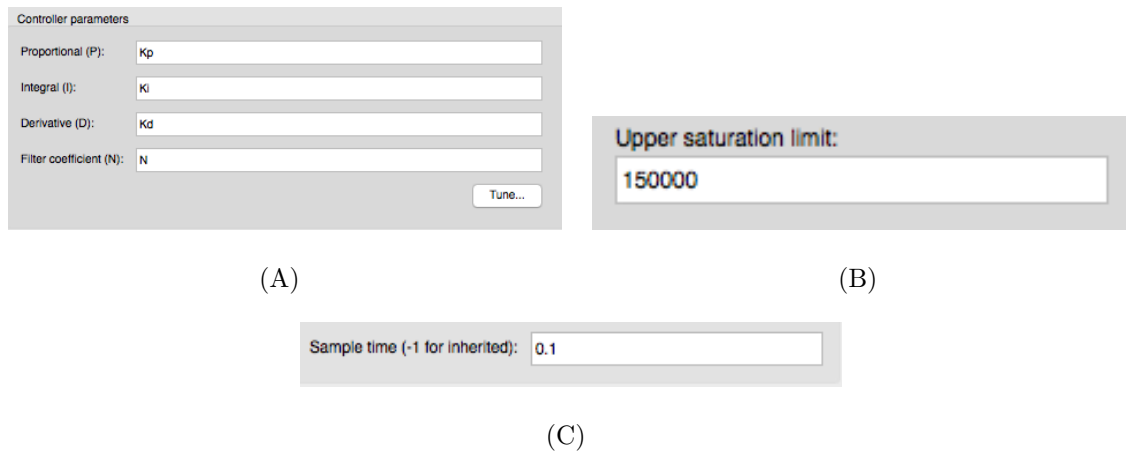 Controller parameters
Proportional (P): Kp
Integral (I): Ki
Derivative (D): Kd
Filter coefficient (N): N
Tune...
(A)
Upper saturation limit:
150000
(B)
Sample time (-1 for inherited): 0.1
(C)